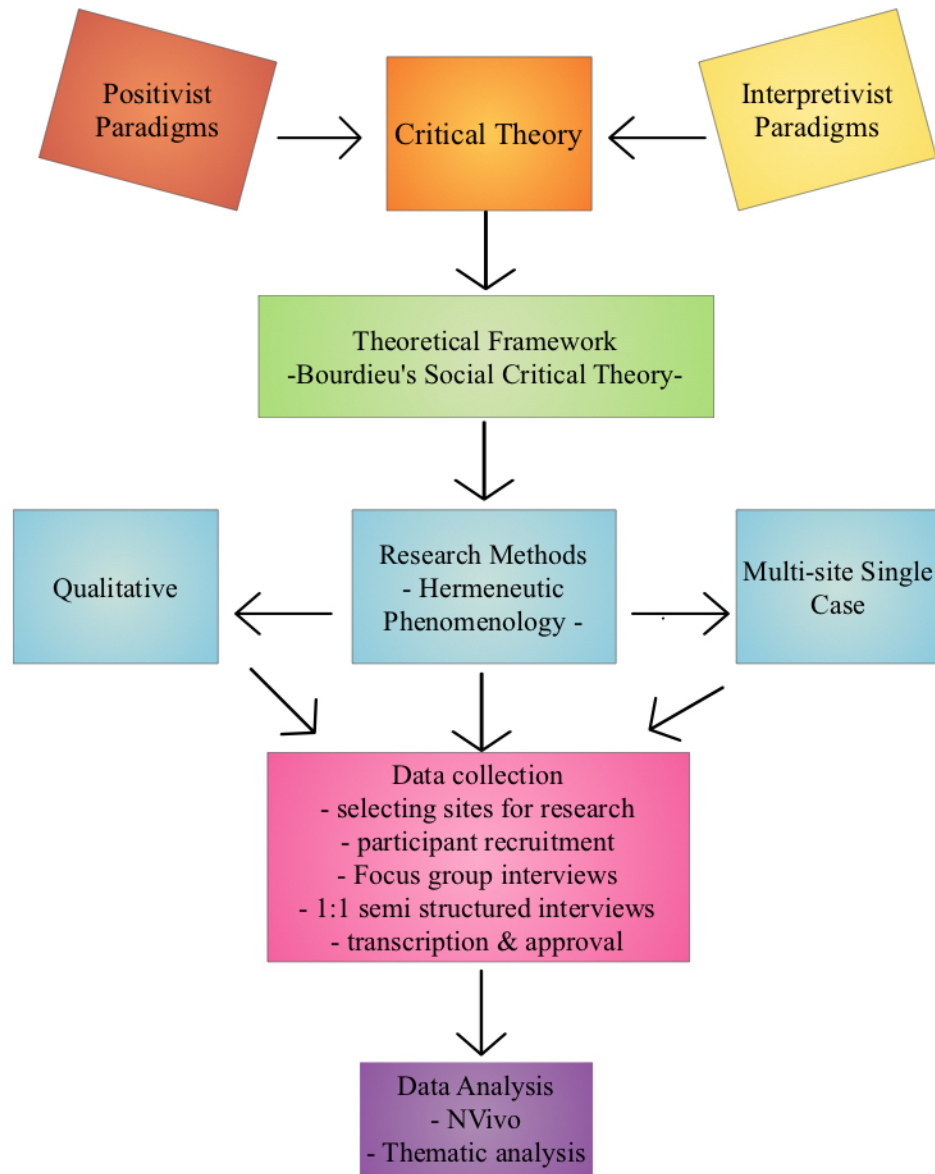 Positivist
Paradigms
Critical Theory
Interpretivist
Paradigms
Theoretical Framework
-Bourdieu's Social Critical Theory-
Qualitative
Research Methods
- Hermeneutic
Phenomenology -
Multi-site Single
Case
Data collection
- selecting sites for research
- participant recruitment
- Focus group interviews
- 1:1 semi structured interviews
- transcription & approval
Data Analysis
- NVivo
- Thematic analysis